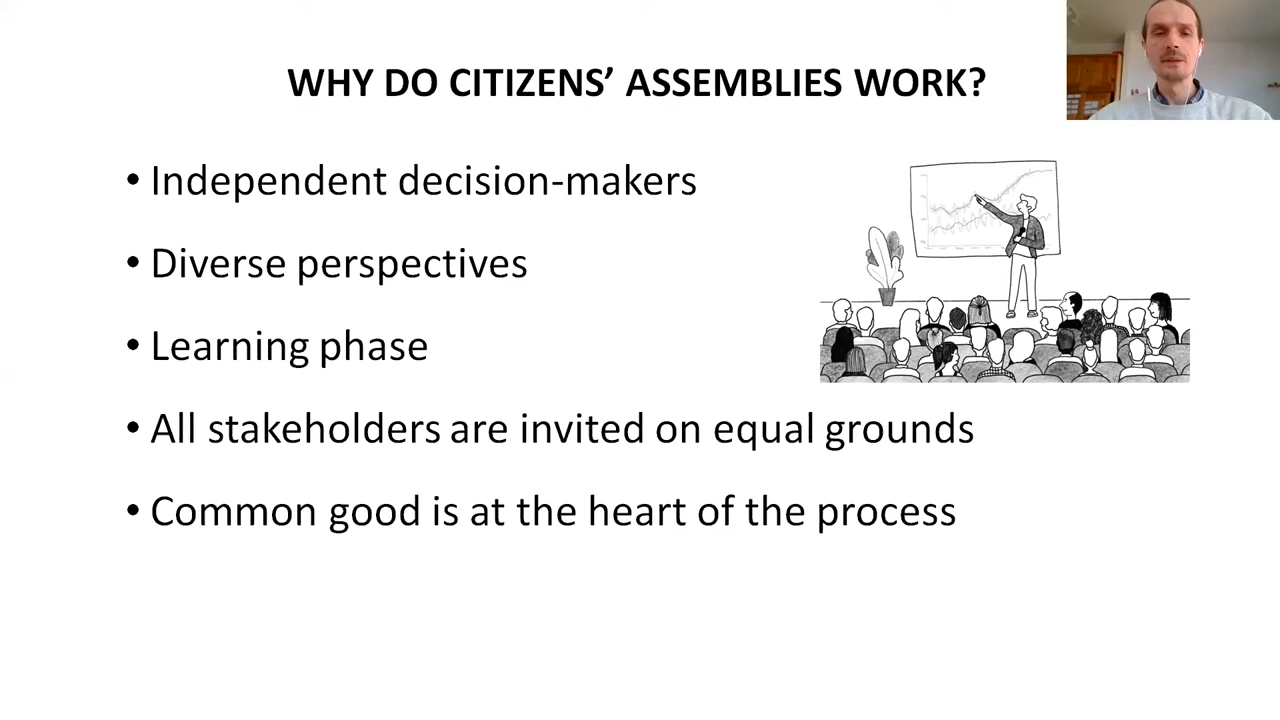 WHY DO CITIZENS’ ASSEMBLIES WORK?
• Independent decision-makers
• Diverse perspectives
• Learning phase
• All stakeholders are invited on equal grounds
• Common good is at the heart of the process